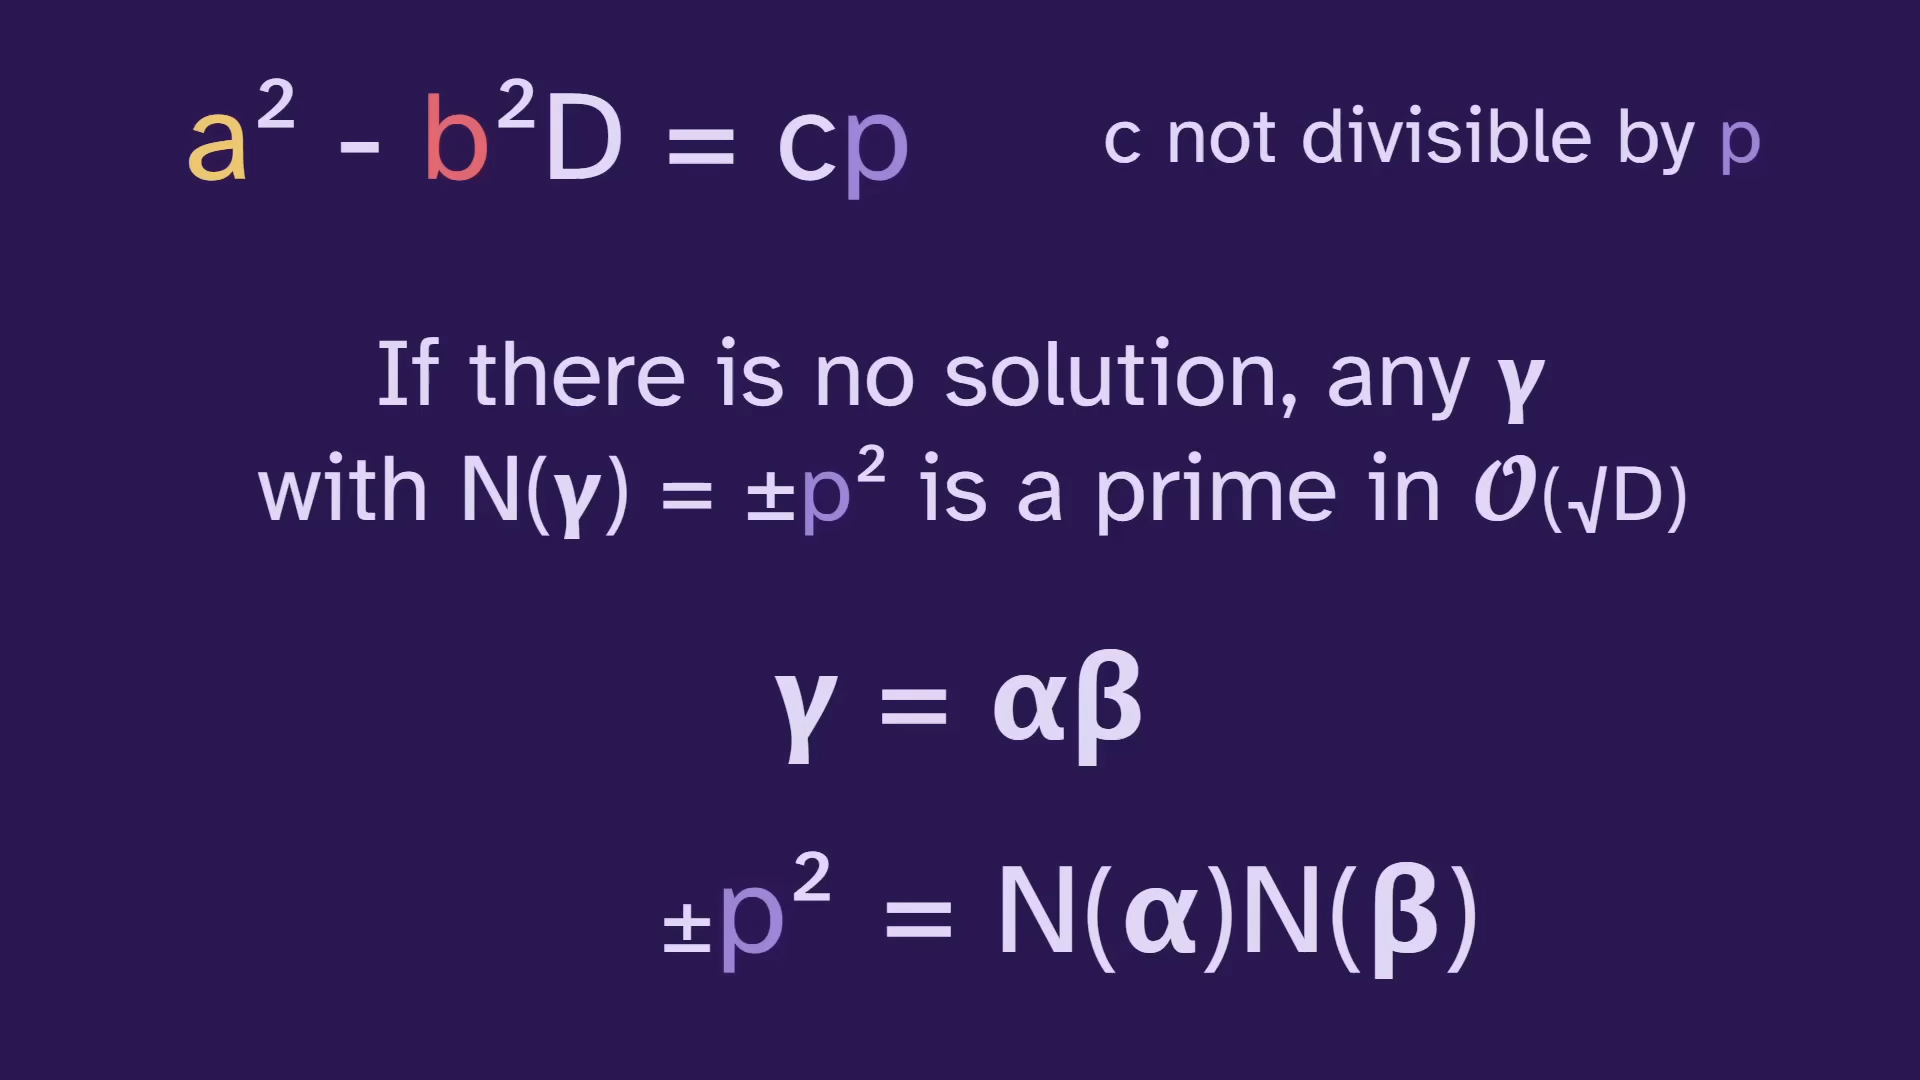 a² - b²D = cp
c not divisible by p
If there is no solution, any γ
with N(γ) = ±p² is a prime in 𝓞(√D)
γ = αβ
±p² = N(α)N(β)